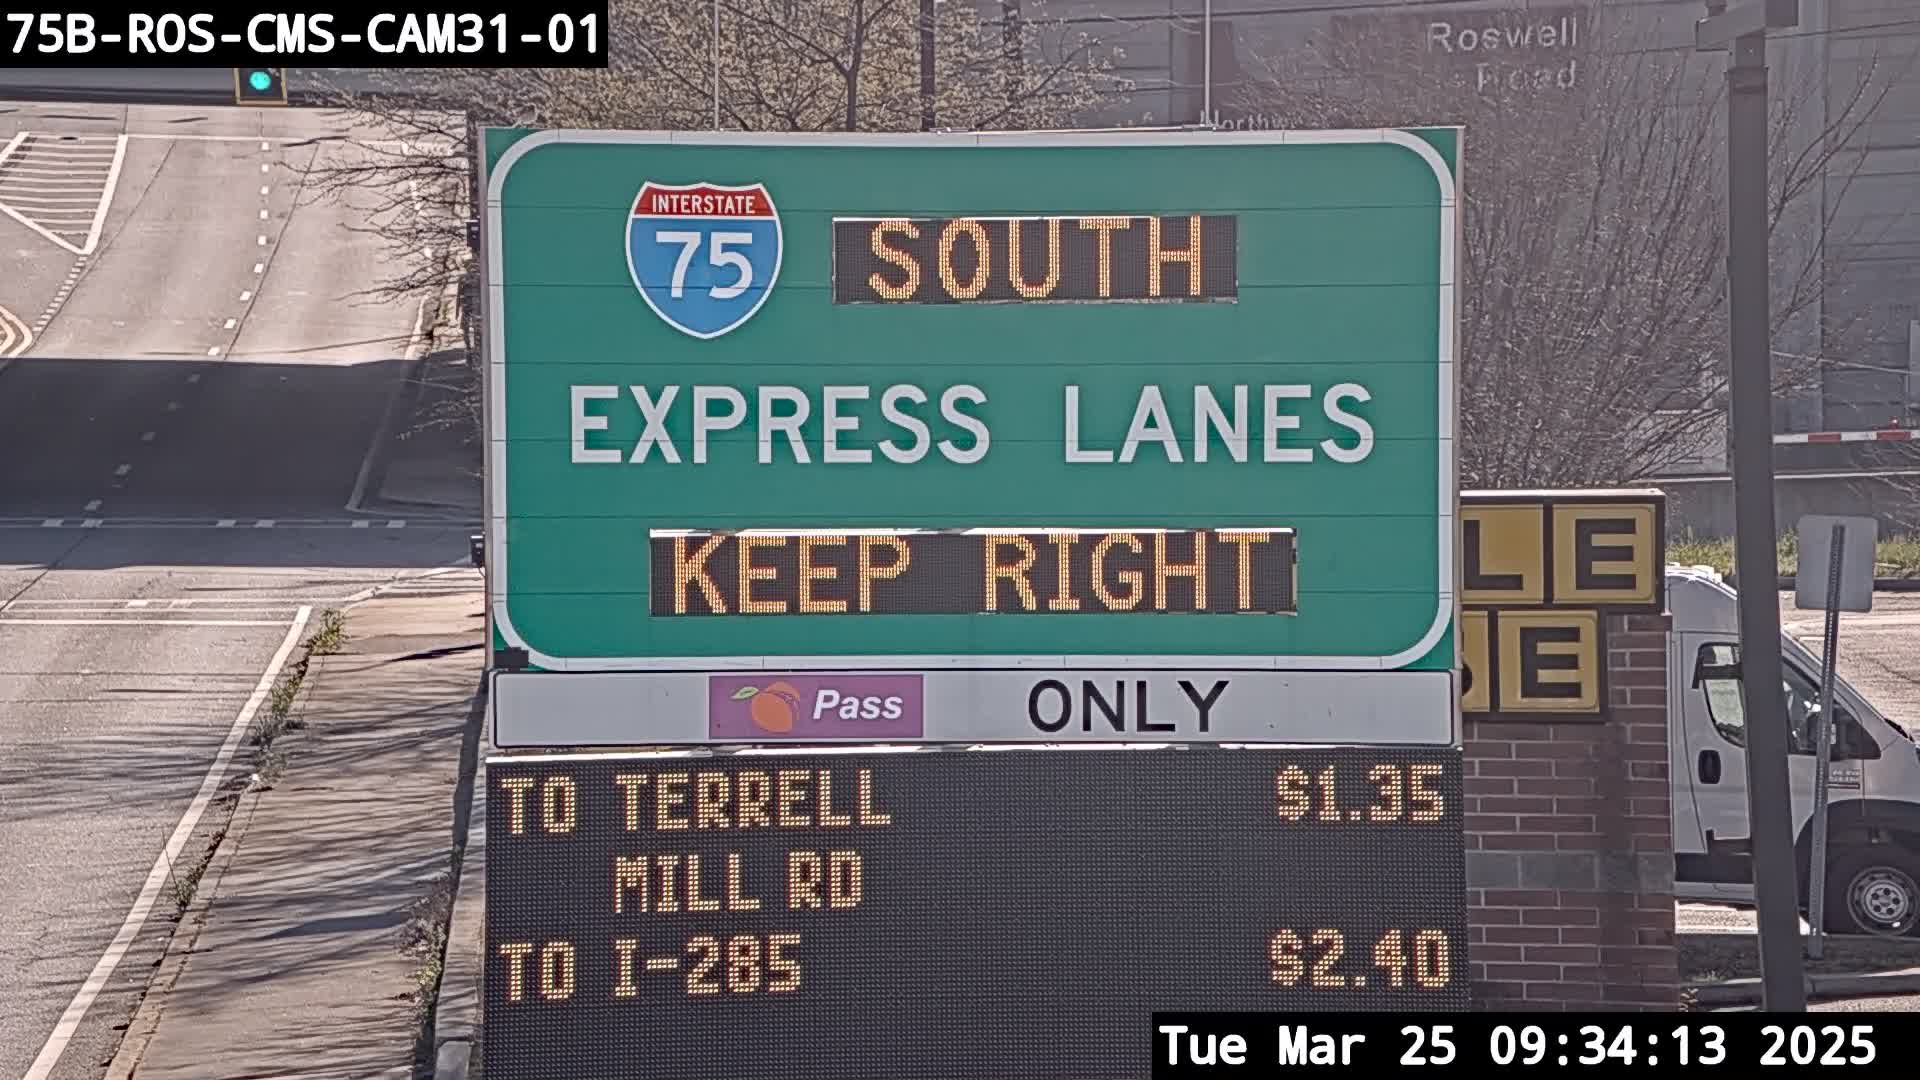 75B-ROS-CMS-CAM31-01
Roswell
Road
INTERSTATE
75
SOUTH
EXPRESS LANES
KEEP RIGHT
LE
E
Pass ONLY
TO TERRELL $1.35
MILL RD
TO I-285 $2.40
Tue Mar 25 09:34:13 2025